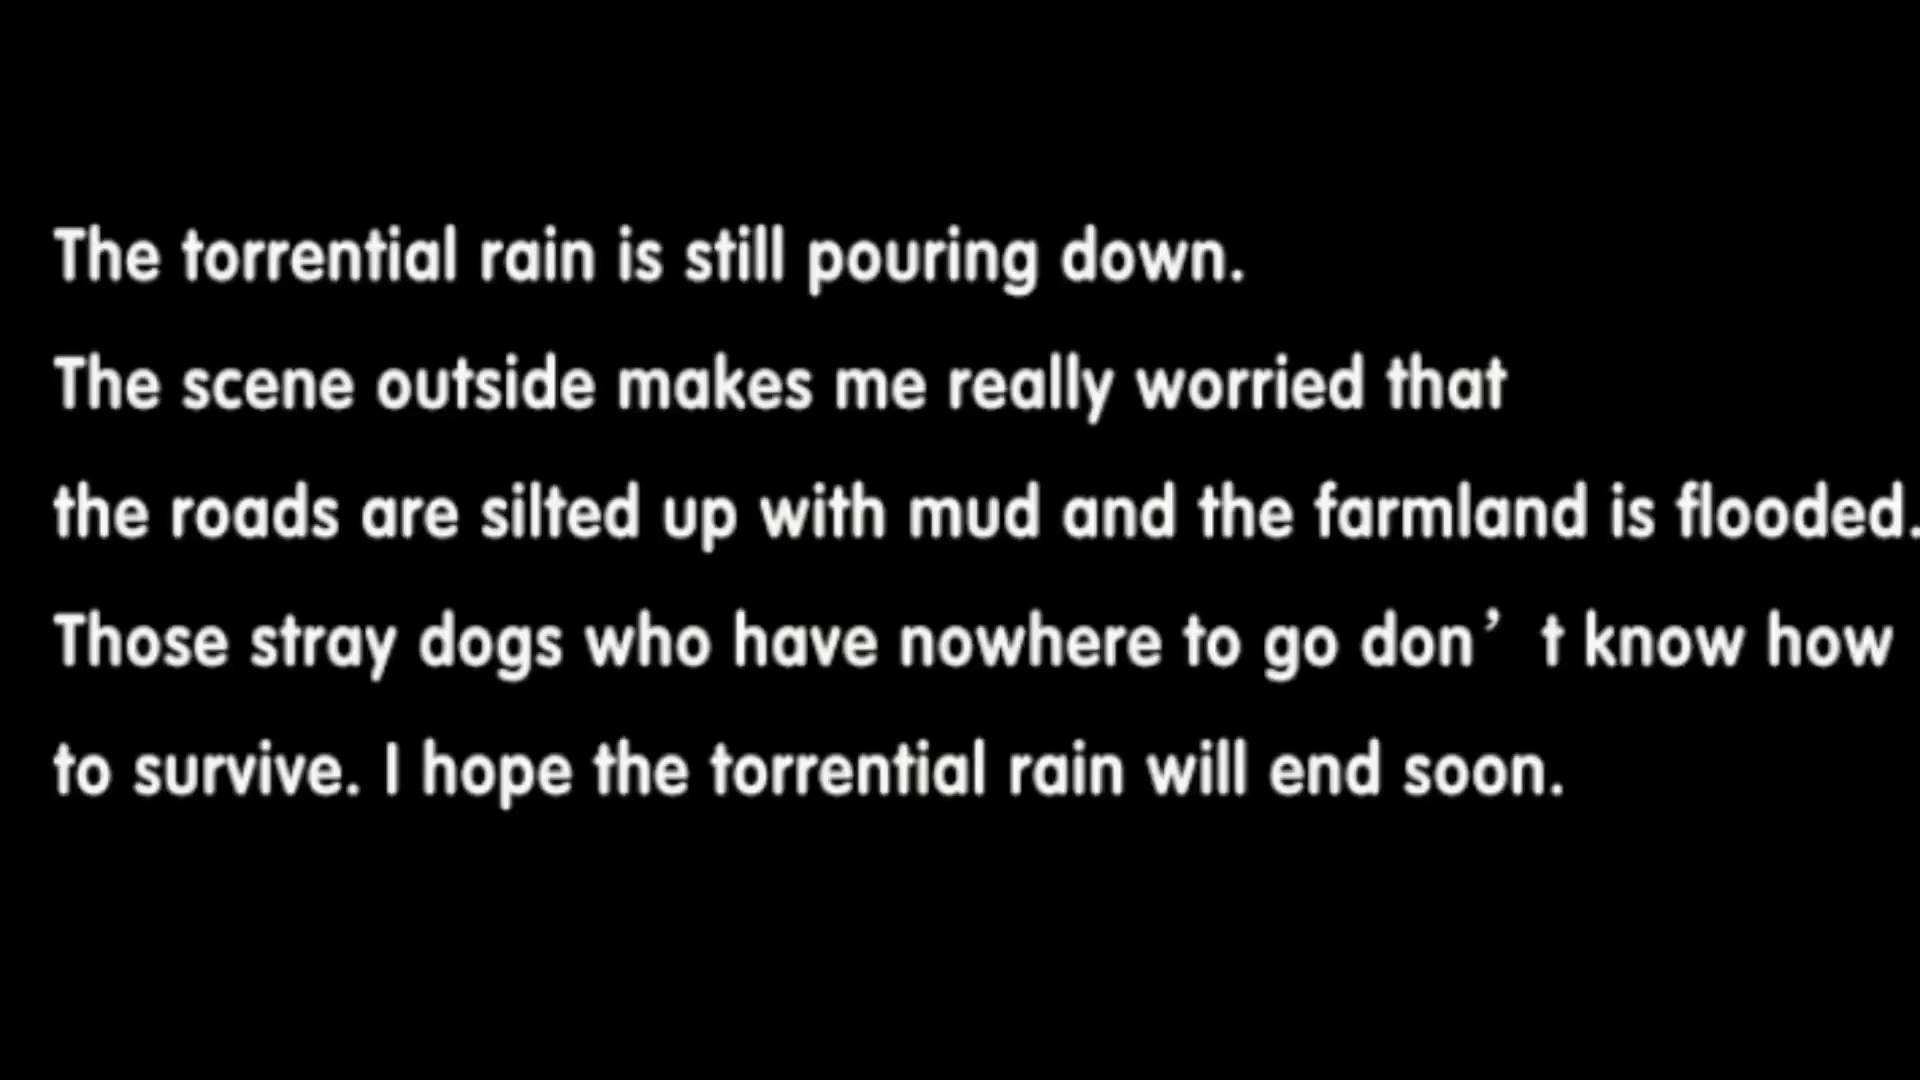 The torrential rain is still pouring down.
The scene outside makes me really worried that
the roads are silted up with mud and the farmland is flooded.
Those stray dogs who have nowhere to go don’ t know how
to survive. I hope the torrential rain will end soon.